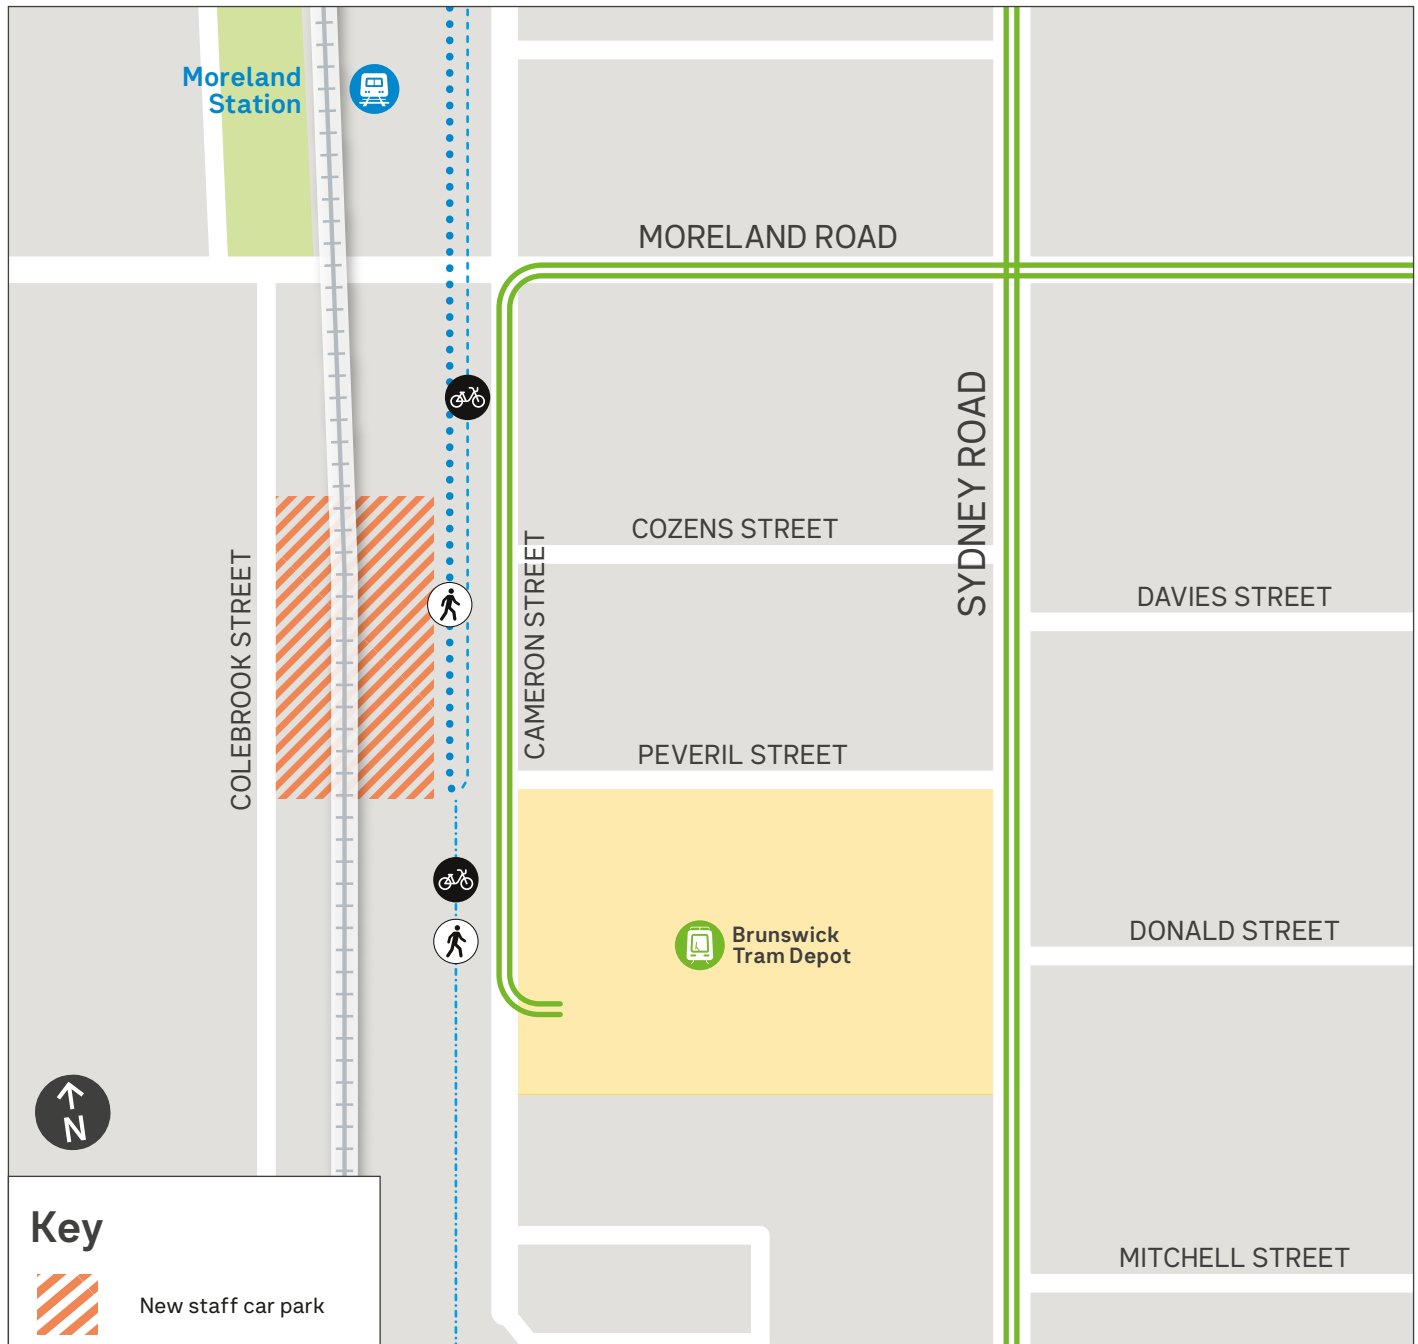 Moreland
Station
MORELAND ROAD
SYDNEY ROAD
COZENS STREET
CAMERON STREET
COLEBROOK STREET
DAVIES STREET
PEVERIL STREET
Brunswick
Tram Depot
DONALD STREET
N
MITCHELL STREET
Key
New staff car park